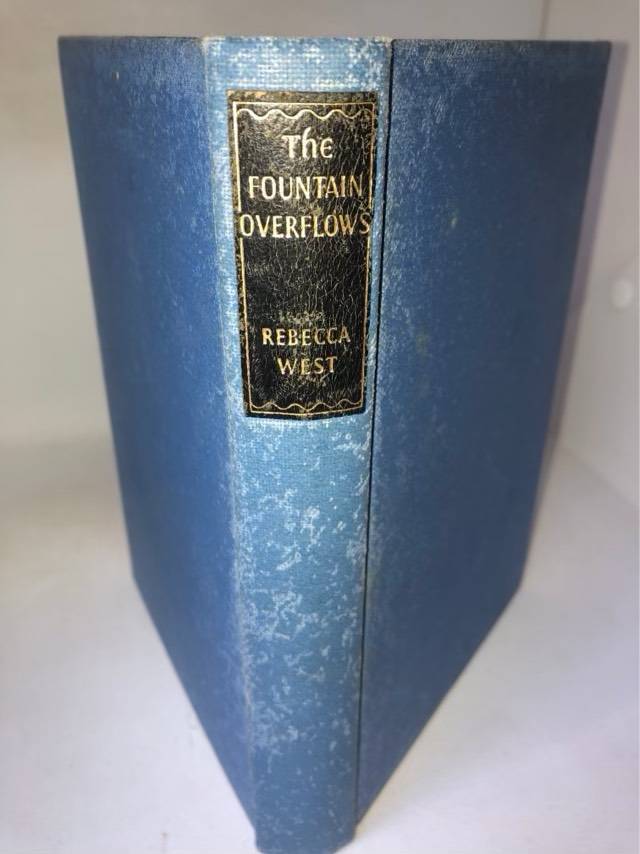 The
FOUNTAIN
OVERFLOWS
REBECCA
WEST